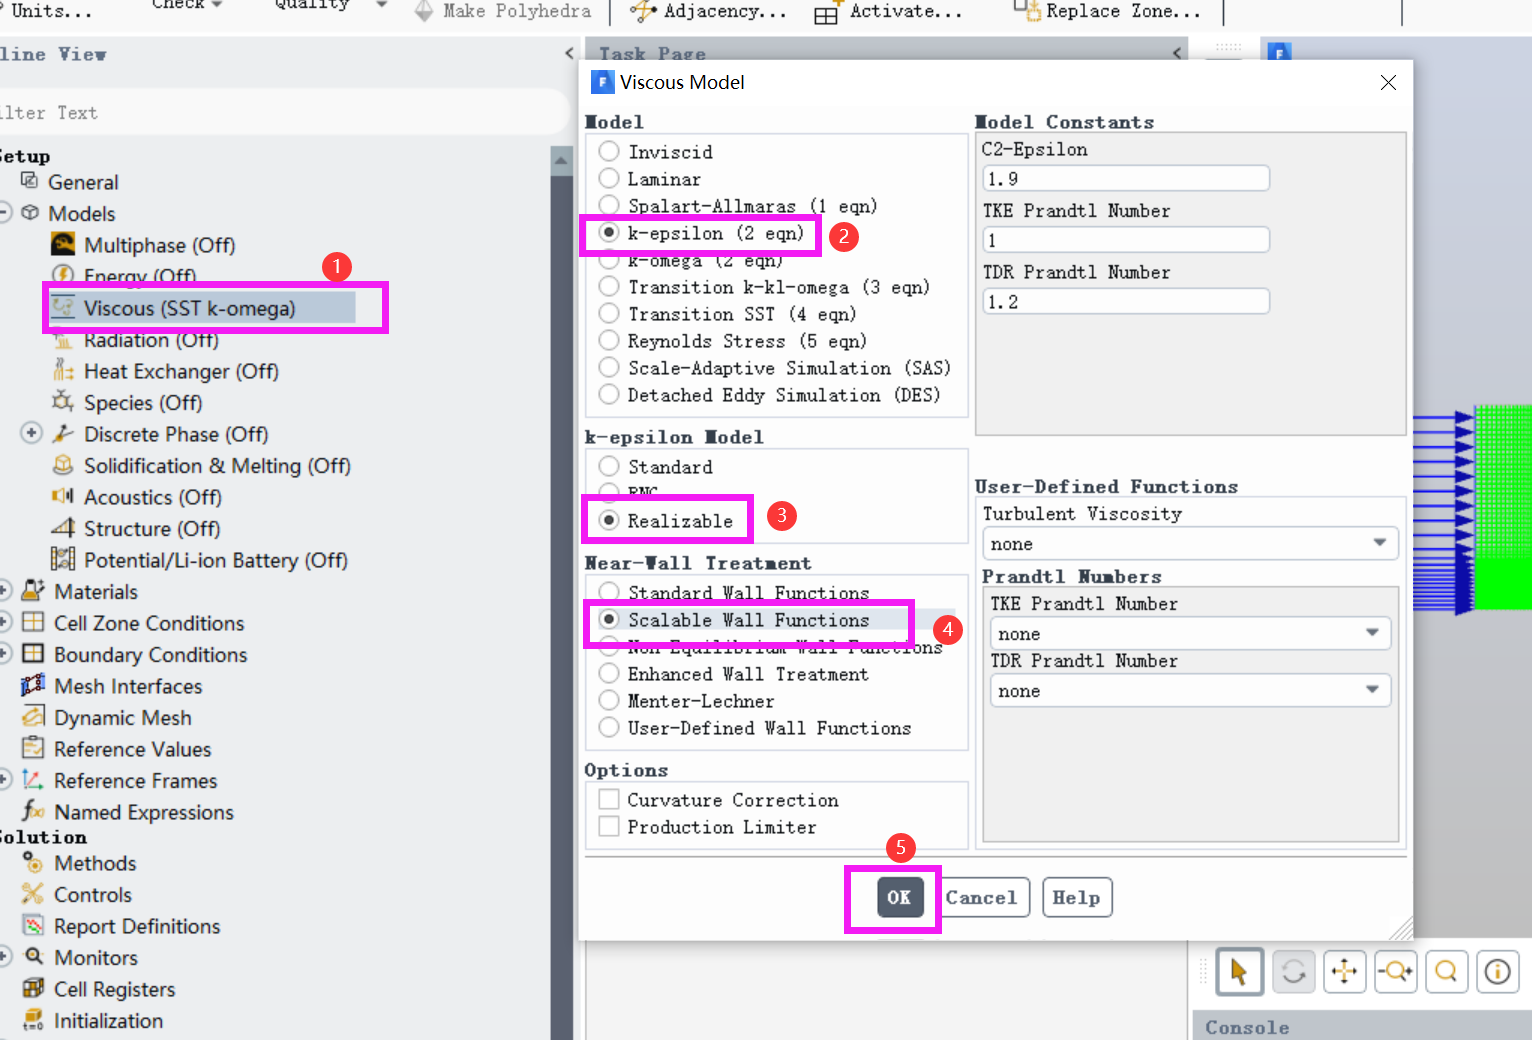 Units...
Check
Quality
Make Polyhedra
Adjacency...
Activate...
Replace Zone...
line View
Task Page
ilter Text
Setup
General
Models
Multiphase (Off)
Energy (Off)
1
Viscous (SST k-omega)
Radiation (Off)
Heat Exchanger (Off)
Species (Off)
Discrete Phase (Off)
Solidification & Melting (Off)
Acoustics (Off)
Structure (Off)
Potential/Li-ion Battery (Off)
Materials
Cell Zone Conditions
Boundary Conditions
Mesh Interfaces
Dynamic Mesh
Reference Values
Reference Frames
Named Expressions
Solution
Methods
Controls
Report Definitions
Monitors
Cell Registers
Initialization
Viscous Model
Model
Inviscid
Laminar
Spalart-Allmaras (1 eqn)
k-epsilon (2 eqn)
2
k-omega (2 eqn)
Transition k-kl-omega (3 eqn)
Transition SST (4 eqn)
Reynolds Stress (5 eqn)
Scale-Adaptive Simulation (SAS)
Detached Eddy Simulation (DES)
k-epsilon Model
Standard
RNG
Realizable
3
Near-Wall Treatment
Standard Wall Functions
Scalable Wall Functions
4
Non-Equilibrium Wall Functions
Enhanced Wall Treatment
Menter-Lechner
User-Defined Wall Functions
Options
Curvature Correction
Production Limiter
Model Constants
C2-Epsilon
1.9
TKE Prandtl Number
1
TDR Prandtl Number
1.2
User-Defined Functions
Turbulent Viscosity
none
Prandtl Numbers
TKE Prandtl Number
none
TDR Prandtl Number
none
5
OK
Cancel
Help
Console